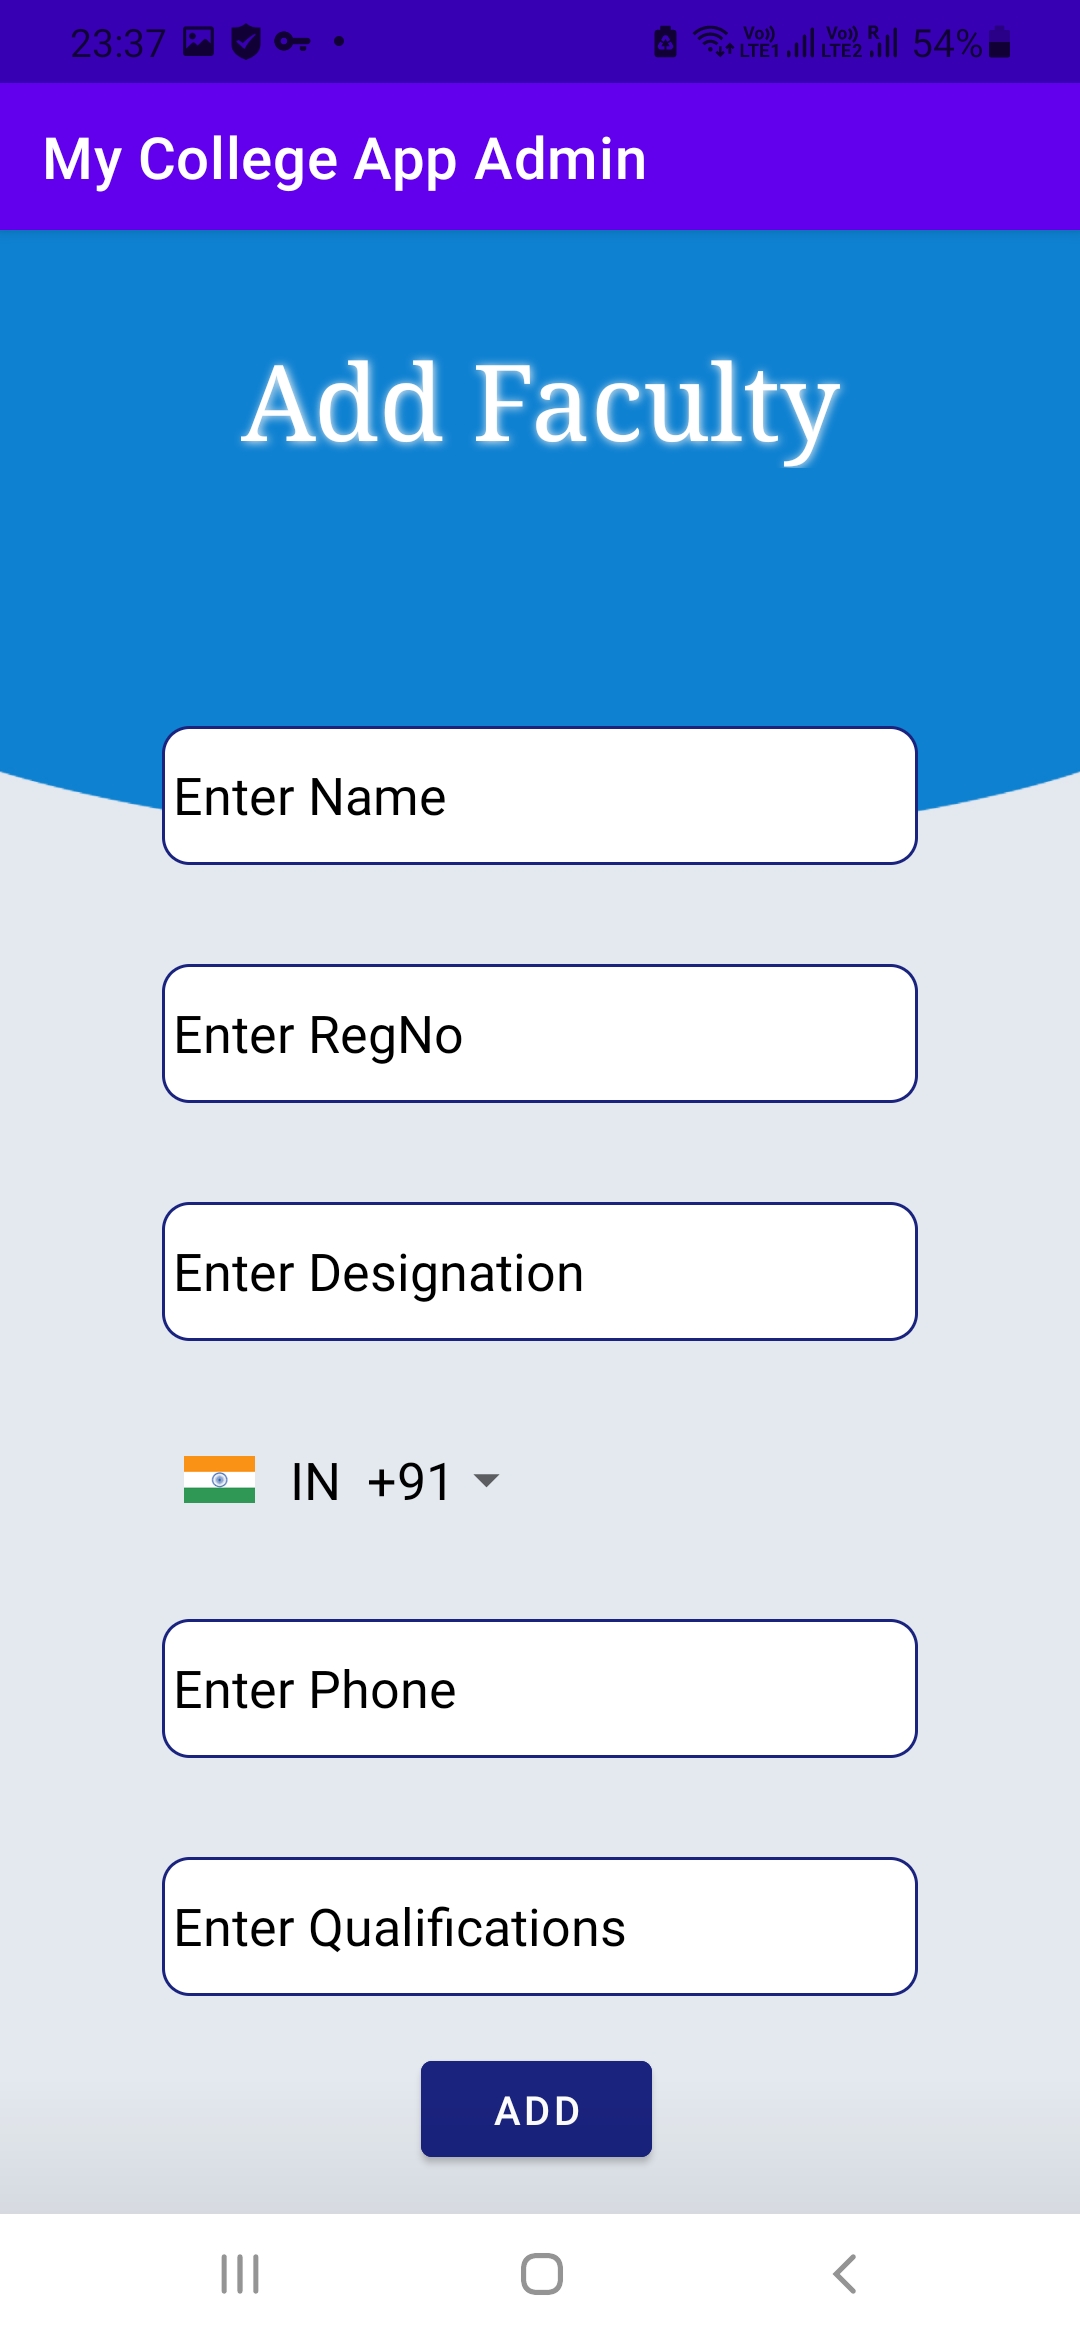 23:37 Vo)) LTE1 Vo)) R LTE2 54%
My College App Admin
Add Faculty
Enter Name
Enter RegNo
Enter Designation
IN +91
Enter Phone
Enter Qualifications
ADD